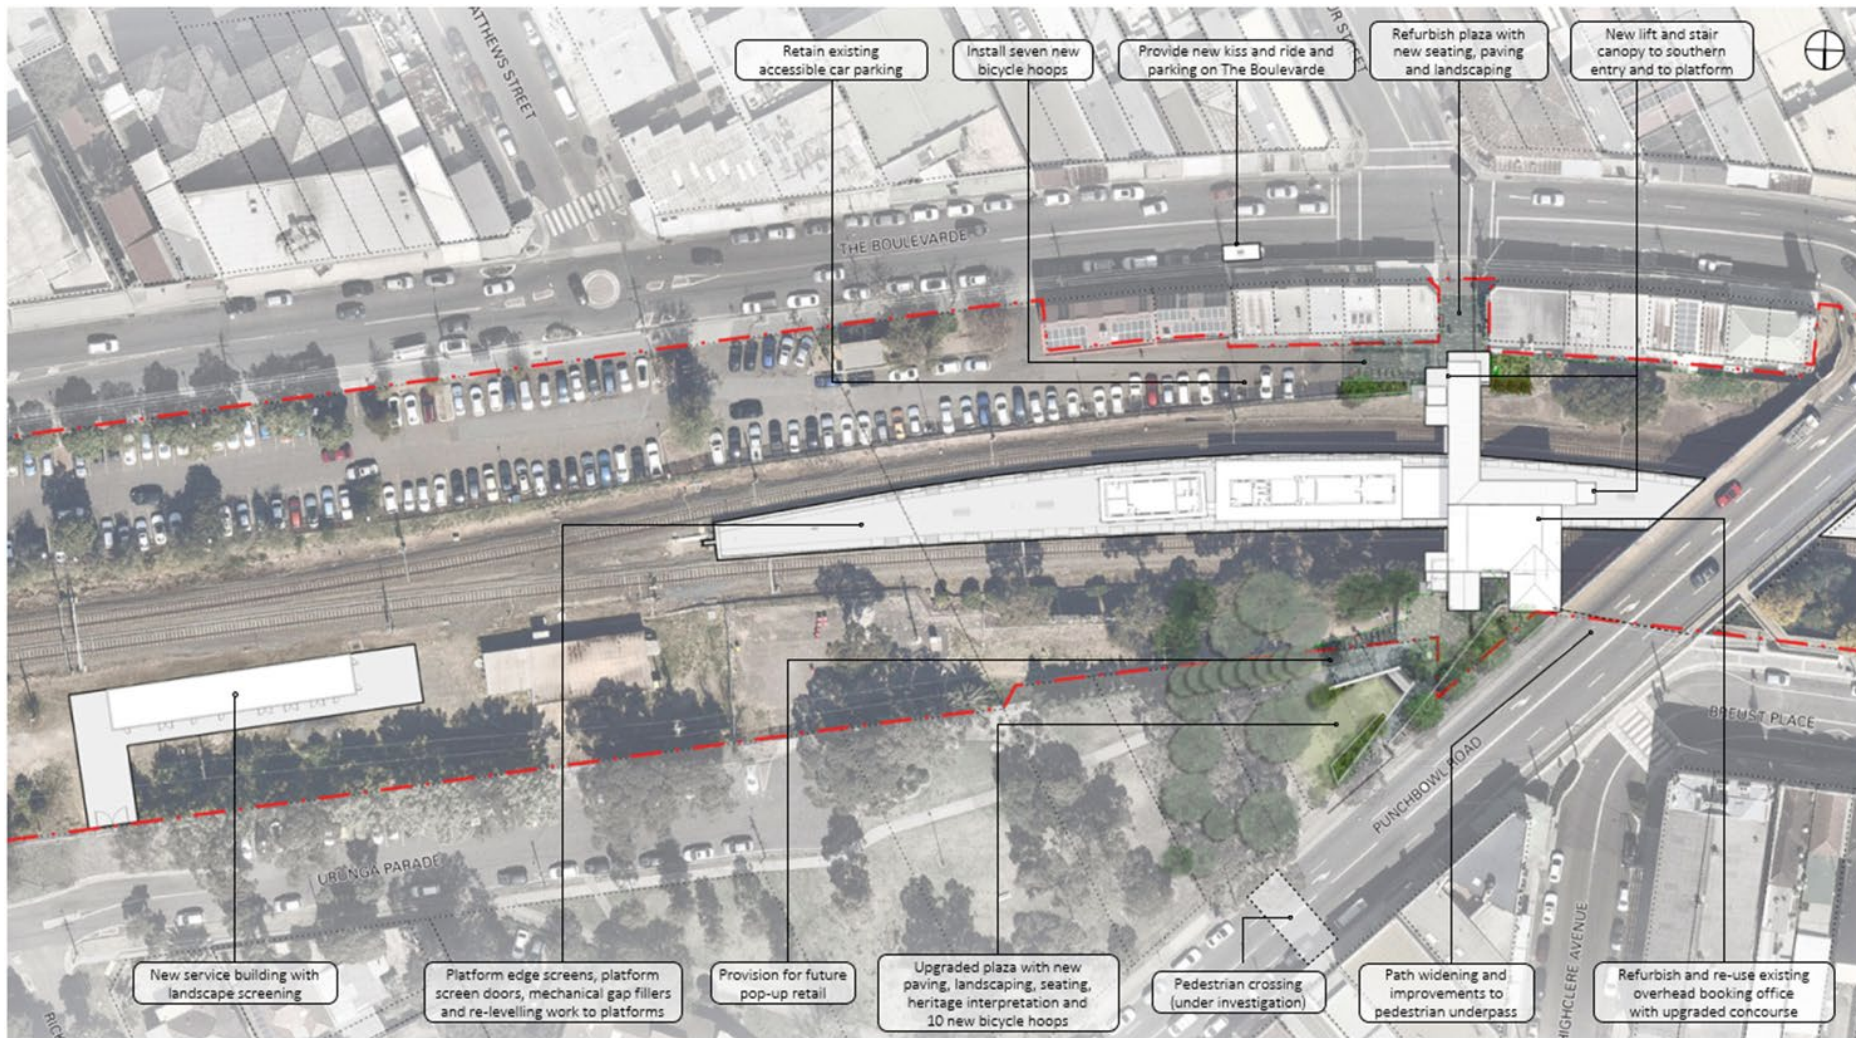 ATTHEWS STREET
UR STREET
Retain existing
accessible car parking
Install seven new
bicycle hoops
Provide new kiss and ride and
parking on The Boulevarde
Refurbish plaza with
new seating, paving
and landscaping
New lift and stair
canopy to southern
entry and to platform
THE BOULEVARDE
BREUST PLACE
PUNCHBOWL ROAD
URUNGA PARADE
HIGHCLERE AVENUE
RICK
New service building with
landscape screening
Platform edge screens, platform
screen doors, mechanical gap fillers
and re-levelling work to platforms
Provision for future
pop-up retail
Upgraded plaza with new
paving, landscaping, seating,
heritage interpretation and
10 new bicycle hoops
Pedestrian crossing
(under investigation)
Path widening and
improvements to
pedestrian underpass
Refurbish and re-use existing
overhead booking office
with upgraded concourse